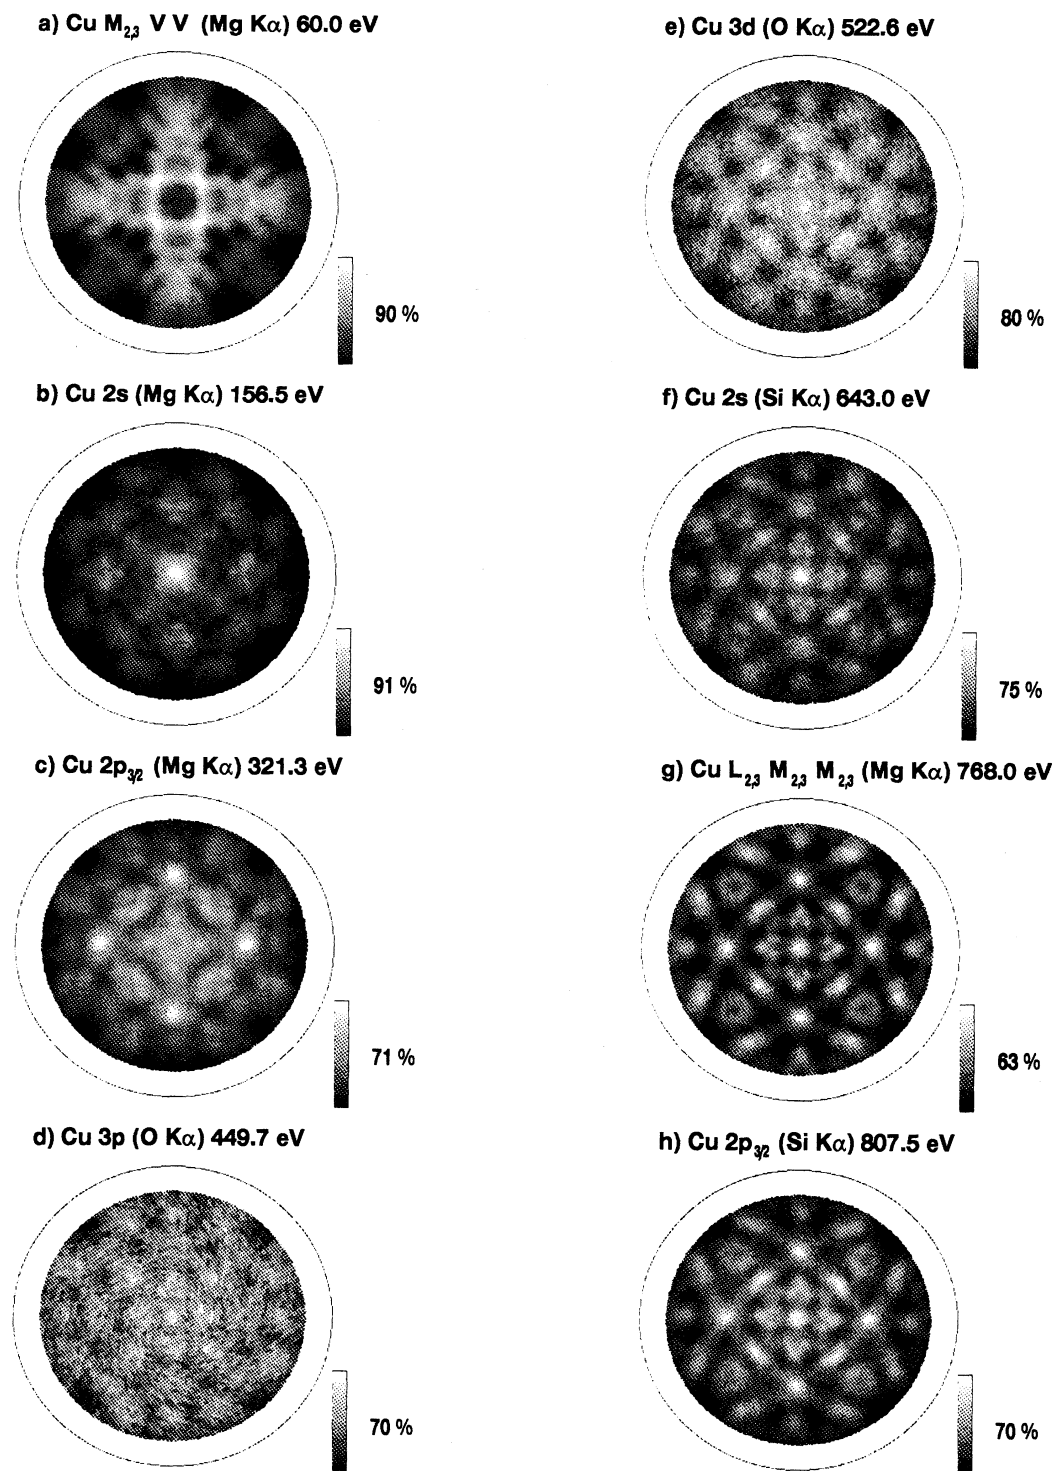 a) Cu M₂,₃ V V (Mg Kα) 60.0 eV
90 %
b) Cu 2s (Mg Kα) 156.5 eV
91 %
c) Cu 2p₃/₂ (Mg Kα) 321.3 eV
71 %
d) Cu 3p (O Kα) 449.7 eV
70 %
e) Cu 3d (O Kα) 522.6 eV
80 %
f) Cu 2s (Si Kα) 643.0 eV
75 %
g) Cu L₂,₃ M₂,₃ M₂,₃ (Mg Kα) 768.0 eV
63 %
h) Cu 2p₃/₂ (Si Kα) 807.5 eV
70 %